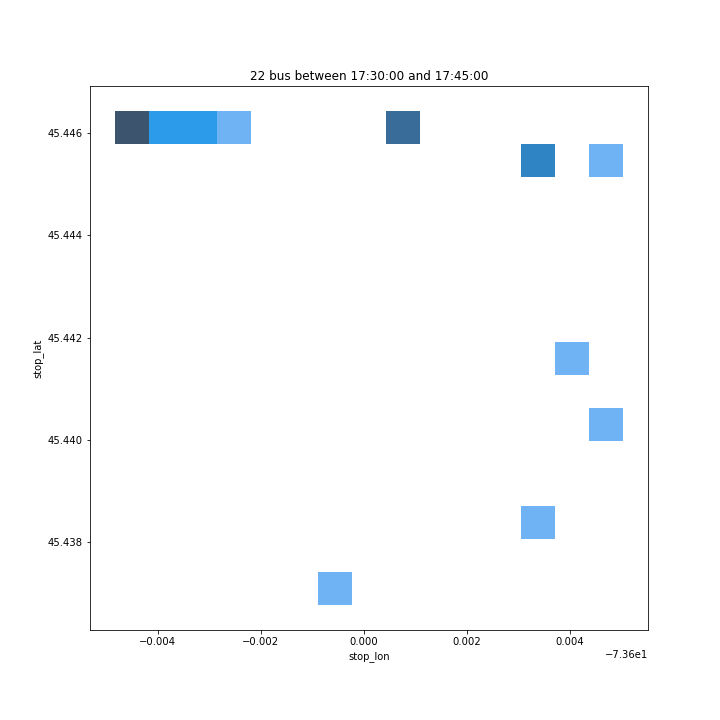 22 bus between 17:30:00 and 17:45:00
45.446
45.444
45.442
45.440
45.438
stop_lat
−0.004 −0.002 0.000 0.002 0.004
stop_lon
−7.36e1